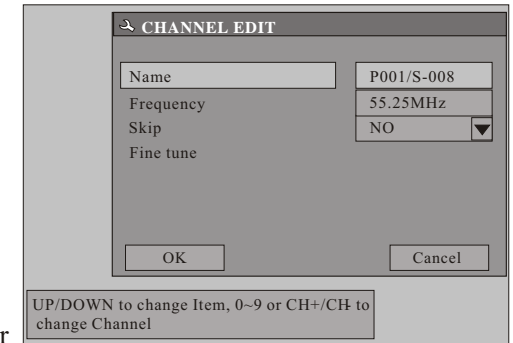 CHANNEL EDIT
Name P001/S-008
Frequency 55.25MHz
Skip NO
Fine tune
OK Cancel
UP/DOWN to change Item, 0~9 or CH+/CH- to
change Channel
r